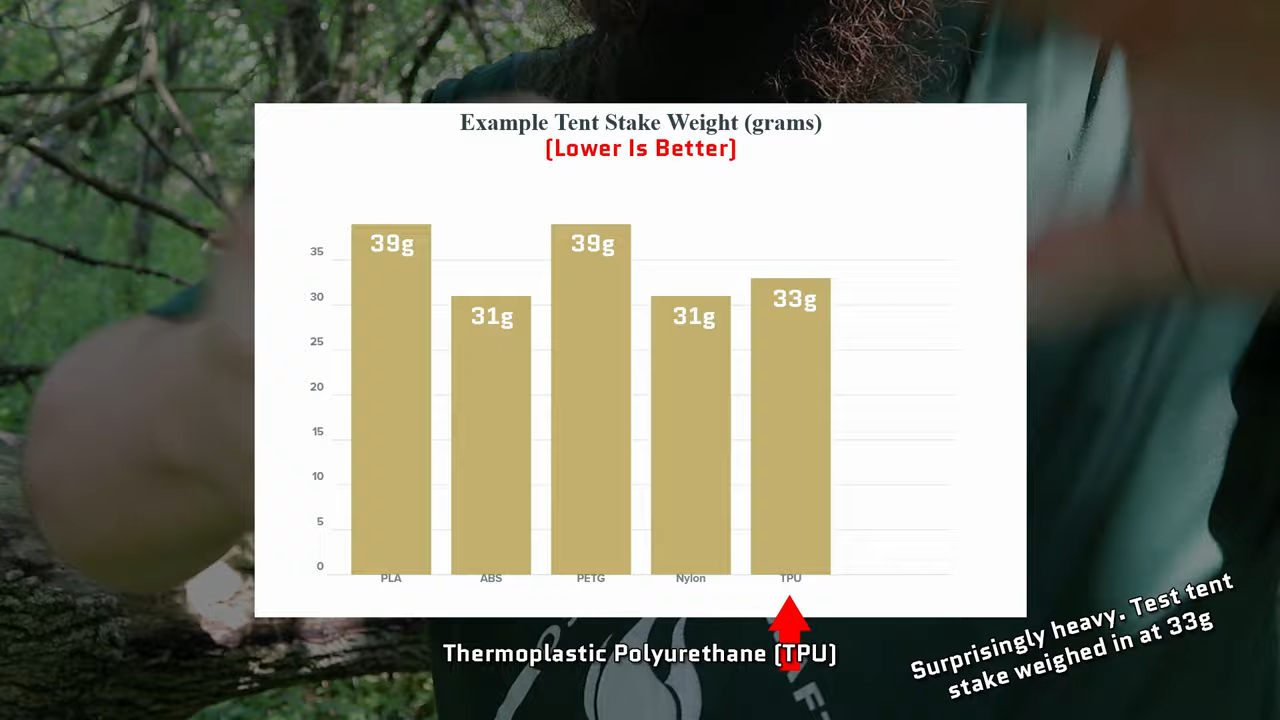 Example Tent Stake Weight (grams)
(Lower Is Better)
39g
39g
31g
31g
33g
35
30
25
20
15
10
5
0
PLA
ABS
PETG
Nylon
TPU
Thermoplastic Polyurethane (TPU)
Surprisingly heavy. Test tent
stake weighed in at 33g